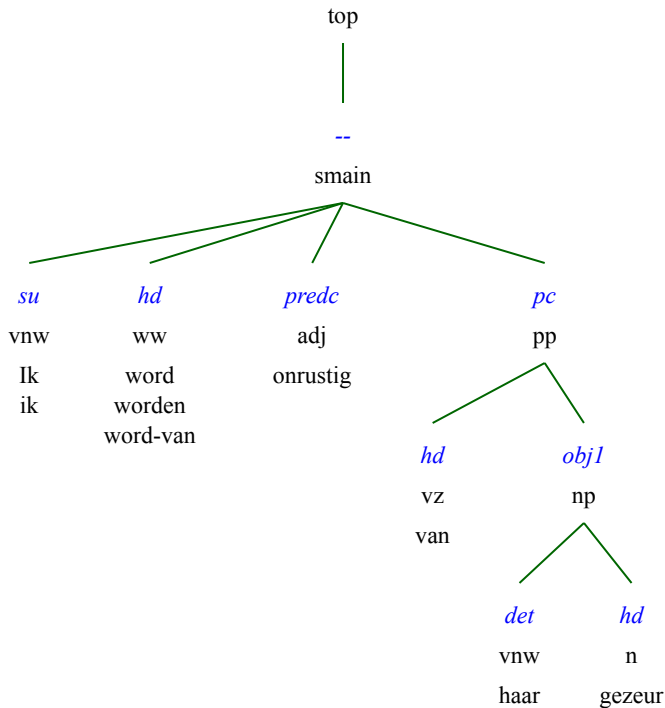 top
--
smain
su hd predc pc
vnw ww adj pp
Ik word onrustig
ik worden
word-van
hd obj1
vz np
van
det hd
vnw n
haar gezeur